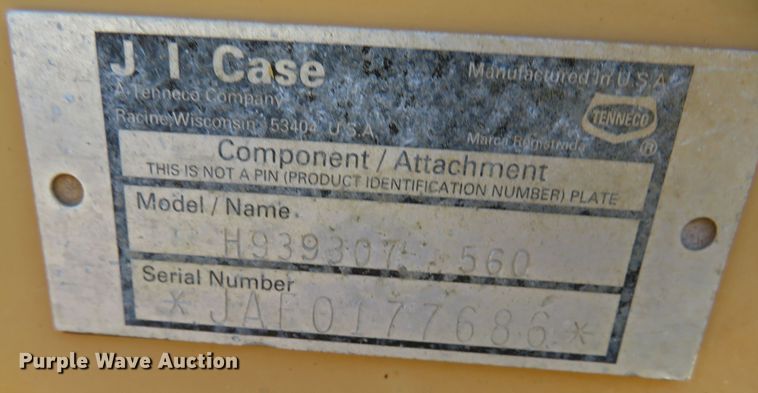 J I Case
A Tenneco Company
Racine, Wisconsin 53404 U.S.A.
Manufactured in U.S.A.
TENNECO
®
Marca Registrada
Component / Attachment
THIS IS NOT A PIN (PRODUCT IDENTIFICATION NUMBER) PLATE
Model / Name
H939307 560
Serial Number
*JAF0177686*
Purple Wave Auction